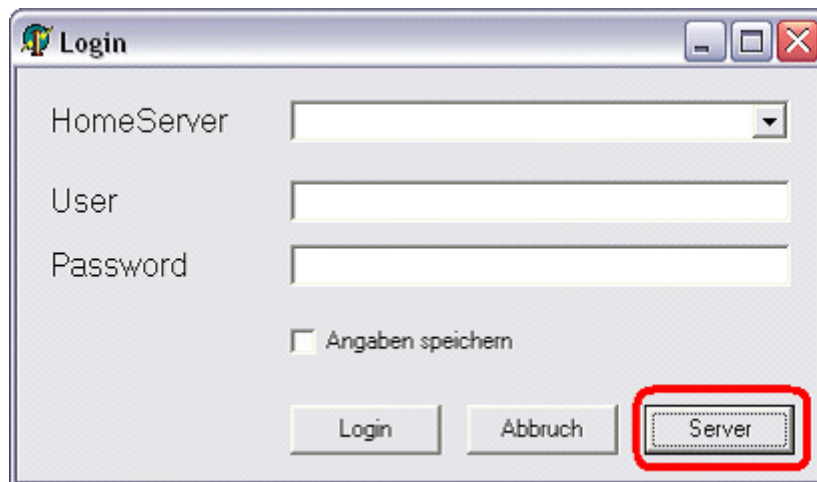 Login
HomeServer
User
Password
Angaben speichern
Login Abbruch Server